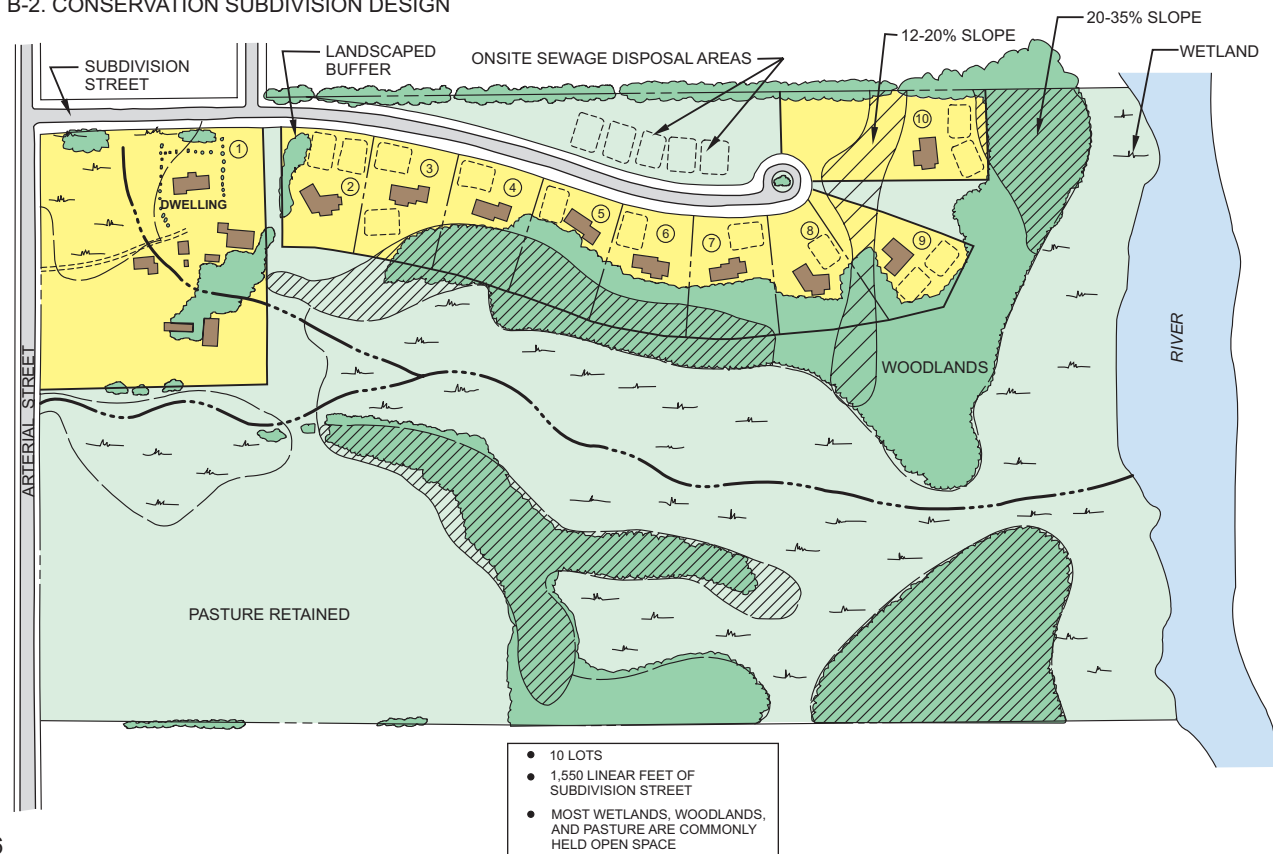 B-2. CONSERVATION SUBDIVISION DESIGN
20-35% SLOPE
12-20% SLOPE
WETLAND
LANDSCAPED
BUFFER
ONSITE SEWAGE DISPOSAL AREAS
SUBDIVISION
STREET
1
2
3
4
5
6
7
8
9
10
DWELLING
ARTERIAL STREET
RIVER
WOODLANDS
PASTURE RETAINED
● 10 LOTS
● 1,550 LINEAR FEET OF
SUBDIVISION STREET
● MOST WETLANDS, WOODLANDS,
AND PASTURE ARE COMMONLY
HELD OPEN SPACE